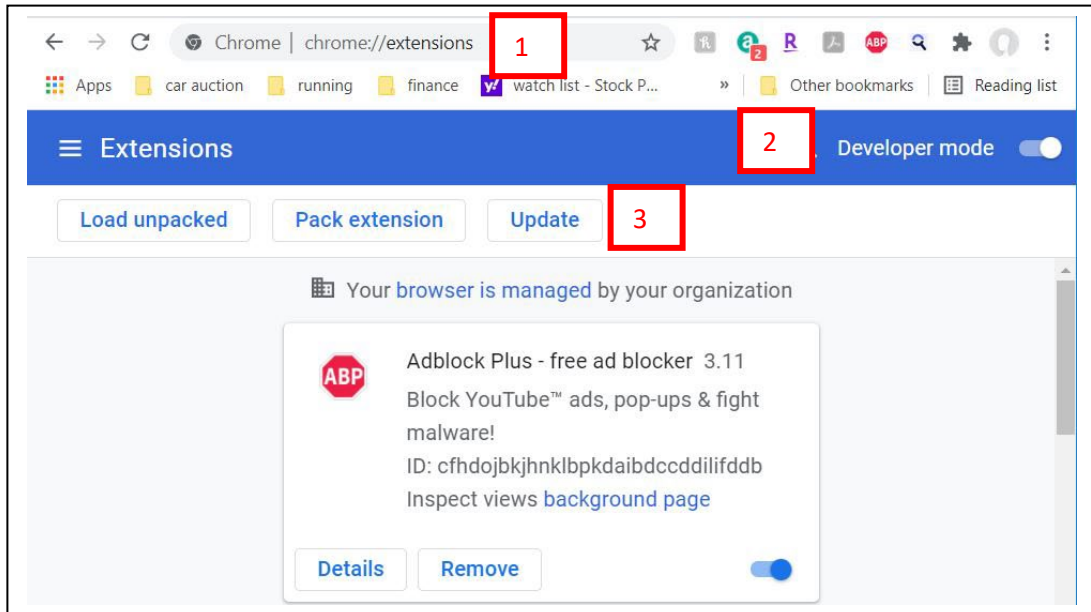 Chrome | chrome://extensions 1
2
Apps car auction running finance y! watch list - Stock P... » Other bookmarks Reading list
Extensions 2 Developer mode
Load unpacked Pack extension Update 3
Your browser is managed by your organization
ABP
Adblock Plus - free ad blocker 3.11
Block YouTube™ ads, pop-ups & fight
malware!
ID: cfhdojbkjhnklbpkdaibdccddilifddb
Inspect views background page
Details Remove